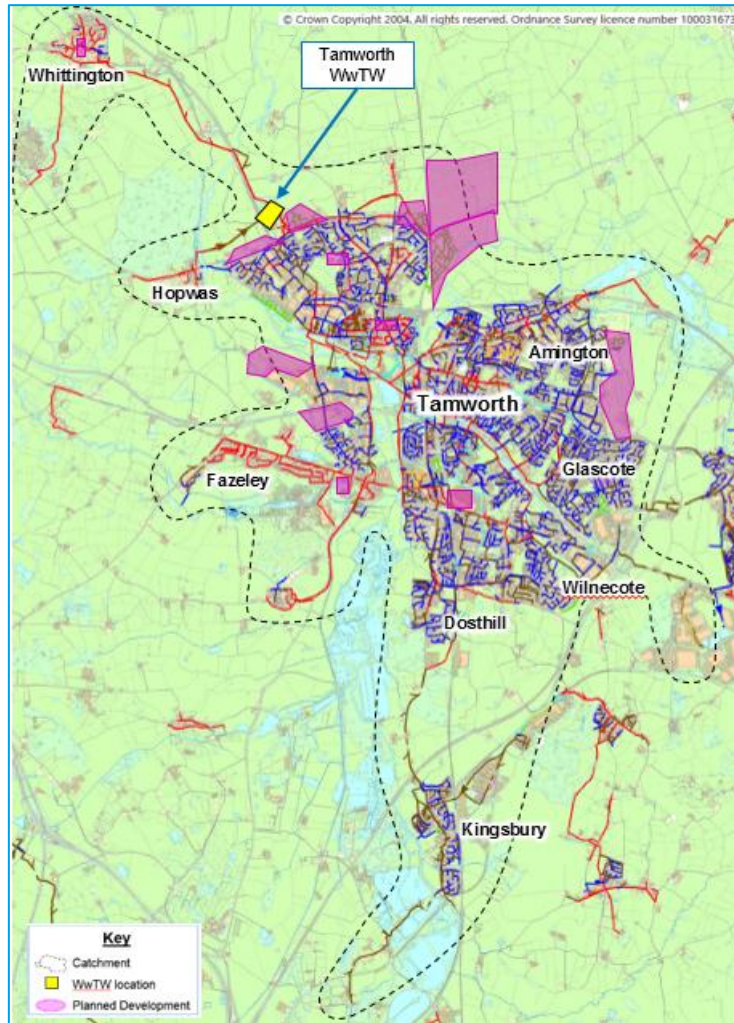 © Crown Copyright 2004. All rights reserved. Ordnance Survey licence number 100031673
Whittington
Tamworth
WwTW
Hopwas
Amington
Tamworth
Glascote
Fazeley
Wilnecote
Dosthill
Kingsbury
Key
Catchment
WwTW location
Planned Development